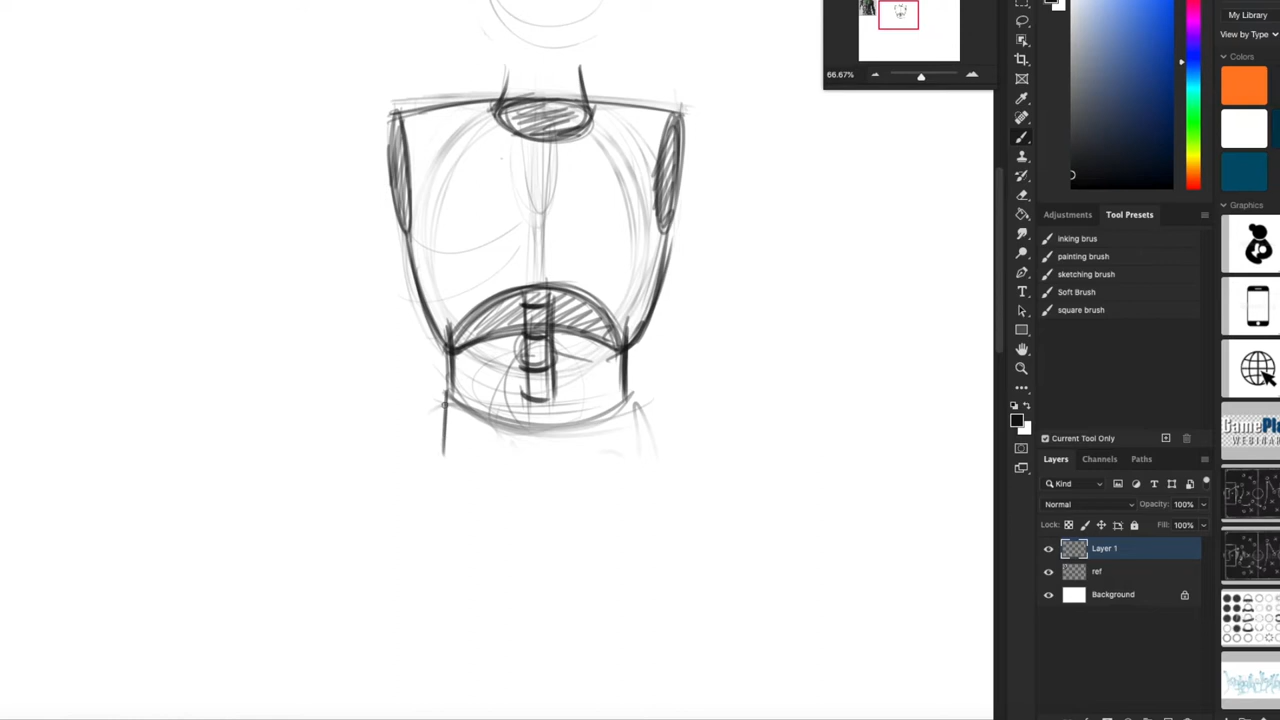 66.67%
My Library
View by Type
Colors
Graphics
Adjustments Tool Presets
inking brus
painting brush
sketching brush
Soft Brush
square brush
Current Tool Only
Layers Channels Paths
Kind
Normal Opacity: 100%
Lock: Fill: 100%
Layer 1
ref
Background
GamePla
WEBINAR